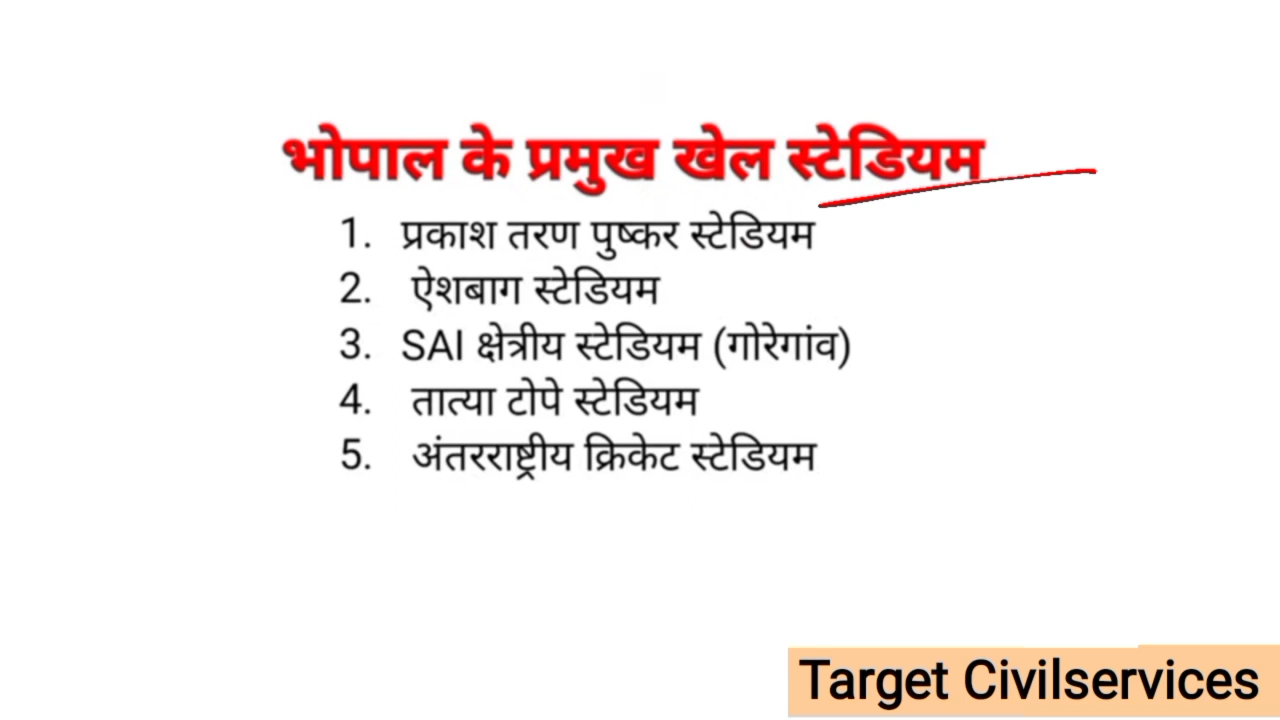 भोपाल के प्रमुख खेल स्टेडियम
1. प्रकाश तरण पुष्कर स्टेडियम
2. ऐशबाग स्टेडियम
3. SAI क्षेत्रीय स्टेडियम (गोरेगांव)
4. तात्या टोपे स्टेडियम
5. अंतरराष्ट्रीय क्रिकेट स्टेडियम
Target Civilservices